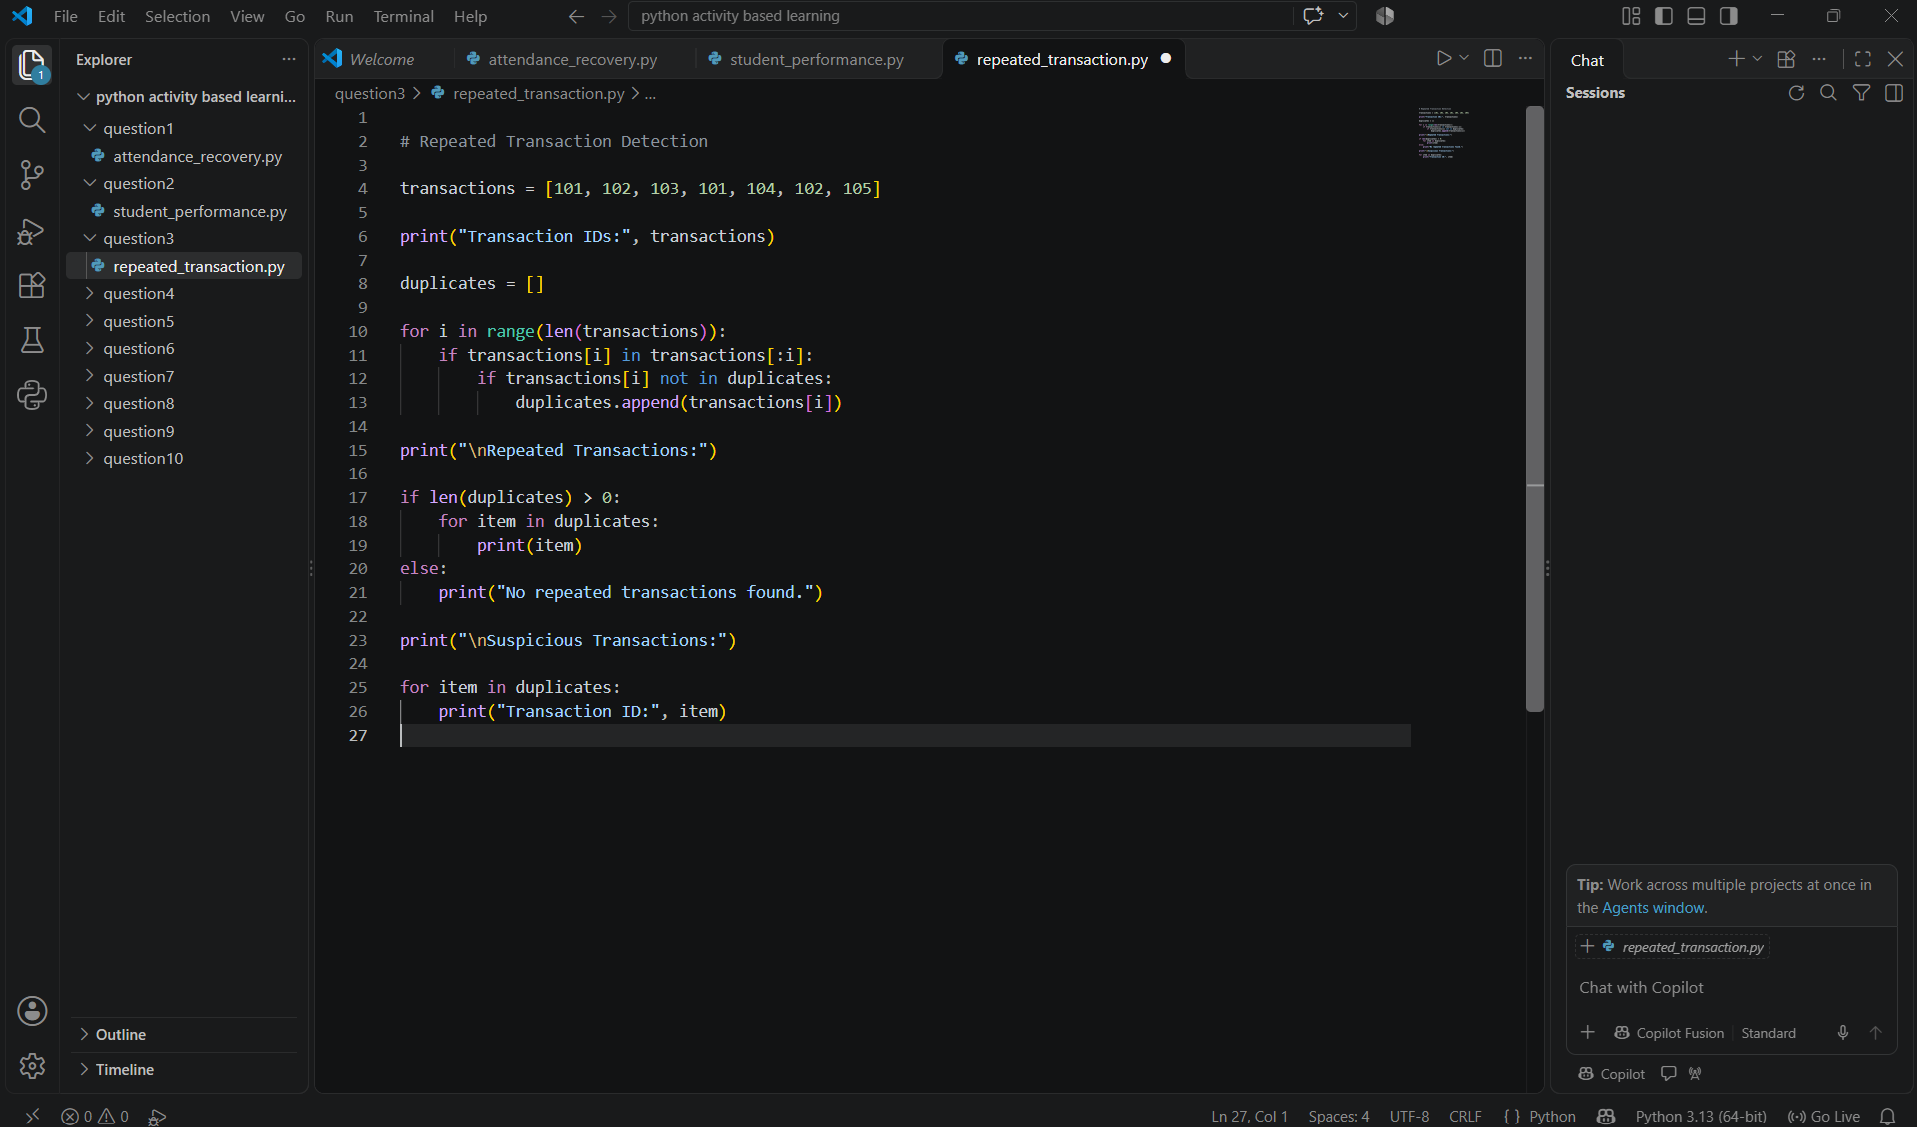 File Edit Selection View Go Run Terminal Help
python activity based learning
Explorer
1
python activity based learni...
question1
attendance_recovery.py
question2
student_performance.py
question3
repeated_transaction.py
question4
question5
question6
question7
question8
question9
question10
Outline
Timeline
Welcome
attendance_recovery.py
student_performance.py
repeated_transaction.py
question3 > repeated_transaction.py > ...
1
2 # Repeated Transaction Detection
3
4 transactions = [101, 102, 103, 101, 104, 102, 105]
5
6 print("Transaction IDs:", transactions)
7
8 duplicates = []
9
10 for i in range(len(transactions)):
11     if transactions[i] in transactions[:i]:
12         if transactions[i] not in duplicates:
13             duplicates.append(transactions[i])
14
15 print("\nRepeated Transactions:")
16
17 if len(duplicates) > 0:
18     for item in duplicates:
19         print(item)
20 else:
21     print("No repeated transactions found.")
22
23 print("\nSuspicious Transactions:")
24
25 for item in duplicates:
26     print("Transaction ID:", item)
27
Chat
Sessions
Tip: Work across multiple projects at once in
the Agents window.
repeated_transaction.py
Chat with Copilot
Copilot Fusion Standard
Copilot
0 0
Ln 27, Col 1 Spaces: 4 UTF-8 CRLF { } Python Python 3.13 (64-bit) Go Live